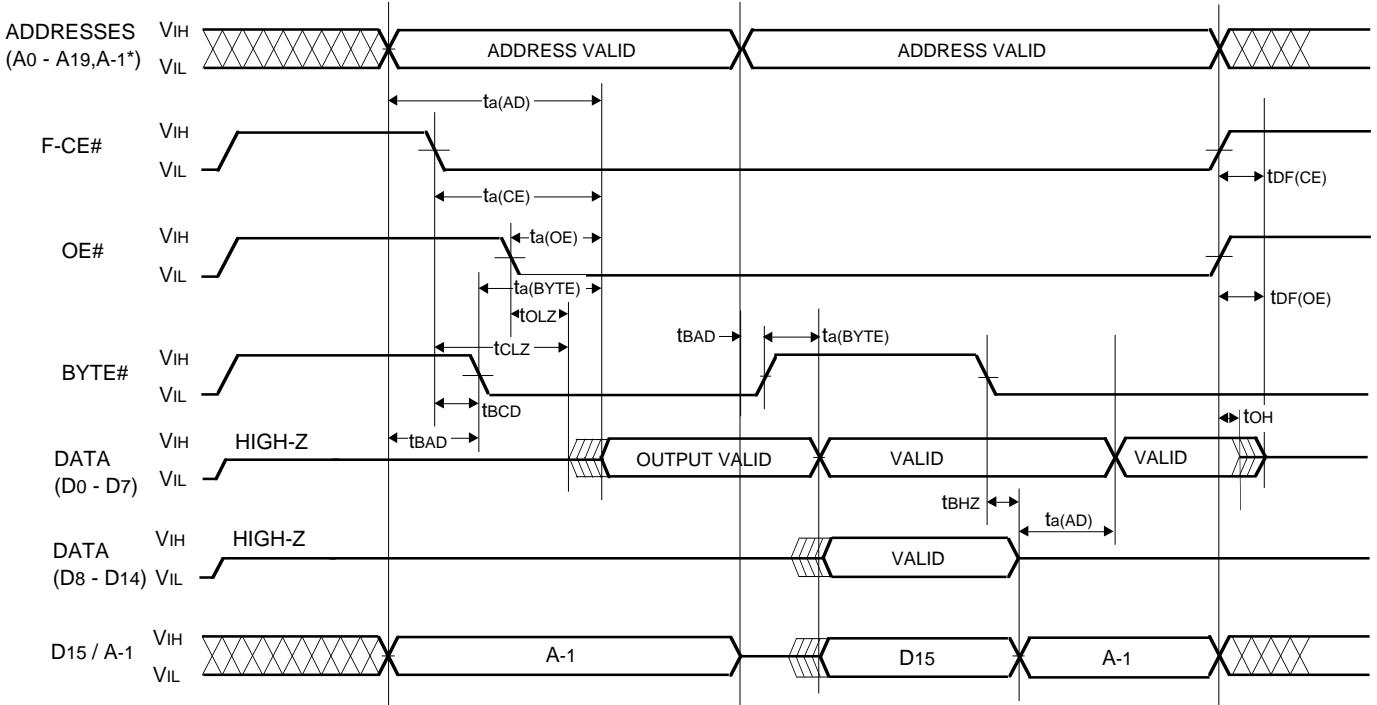 ADDRESSES
(A0 - A19,A-1*)
VIH
VIL
ADDRESS VALID
ADDRESS VALID
ta(AD)
F-CE#
VIH
VIL
tDF(CE)
ta(CE)
OE#
VIH
VIL
ta(OE)
ta(BYTE)
tDF(OE)
tOLZ
tBAD
ta(BYTE)
tCLZ
BYTE#
VIH
VIL
tBCD
tBAD
tOH
DATA
(D0 - D7)
VIH
VIL
HIGH-Z
OUTPUT VALID
VALID
VALID
tBHZ
ta(AD)
DATA
(D8 - D14)
VIH
VIL
HIGH-Z
VALID
D15 / A-1
VIH
VIL
A-1
D15
A-1